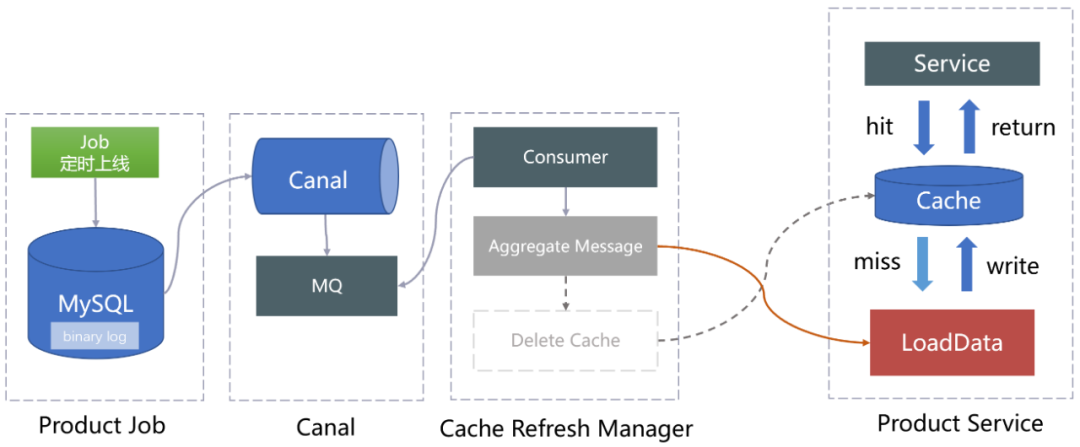 Job
定时上线
MySQL
binary log
Product Job
Canal
MQ
Canal
Consumer
Aggregate Message
Delete Cache
Cache Refresh Manager
Service
hit
return
Cache
miss
write
LoadData
Product Service